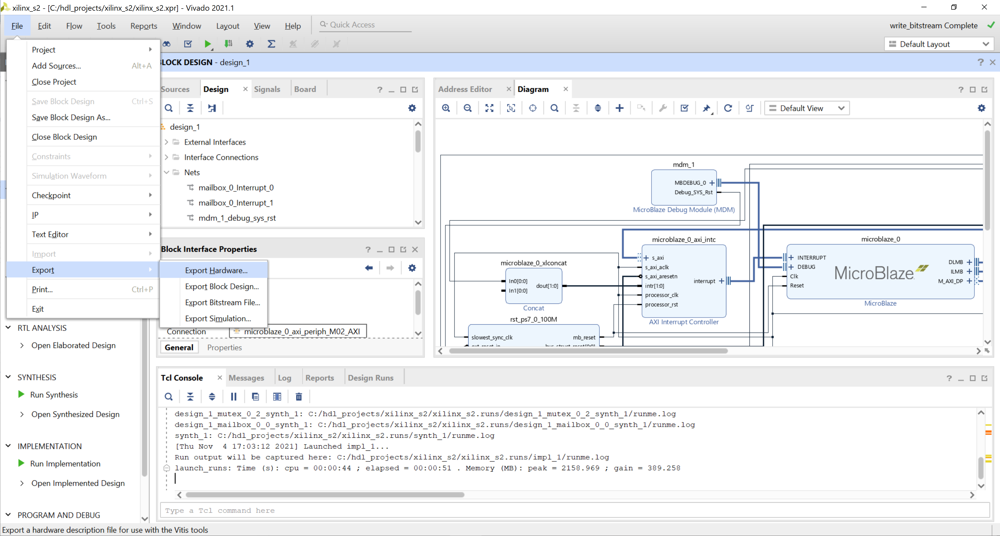 xilinx_s2 - [C:/hdl_projects/xilinx_s2/xilinx_s2.xpr] - Vivado 2021.1
File Edit Flow Tools Reports Window Layout View Help Quick Access
write_bitstream Complete
Default Layout
Project
Add Sources... Alt+A
Close Project
Save Block Design Ctrl+S
Save Block Design As...
Close Block Design
Constraints
Simulation Waveform
Checkpoint
IP
Text Editor
Import
Export
Print... Ctrl+P
Exit
Export Hardware...
Export Block Design...
Export Bitstream File...
Export Simulation...
RTL ANALYSIS
Open Elaborated Design
SYNTHESIS
Run Synthesis
Open Synthesized Design
IMPLEMENTATION
Run Implementation
Open Implemented Design
PROGRAM AND DEBUG
LOCK DESIGN - design_1
Sources Design Signals Board
design_1
External Interfaces
Interface Connections
Nets
mailbox_0_Interrupt_0
mailbox_0_Interrupt_1
mdm_1_debug_sys_rst
Block Interface Properties
Connection microblaze_0_axi_periph_M02_AXI
General Properties
Address Editor Diagram
Default View
mdm_1
MBDEBUG_0
Debug_SYS_Rst
MicroBlaze Debug Module (MDM)
microblaze_0_xlconcat
In0[0:0]
In1[0:0]
dout[1:0]
Concat
microblaze_0_axi_intc
s_axi
s_axi_aclk
s_axi_aresetn
intr[1:0]
processor_clk
processor_rst
interrupt
AXI Interrupt Controller
microblaze_0
INTERRUPT
DEBUG
Clk
Reset
MicroBlaze
DLMB
ILMB
M_AXI_DP
MicroBlaze
rst_ps7_0_100M
slowest_sync_clk
mb_reset
Tcl Console Messages Log Reports Design Runs
design_1_mutex_0_2_synth_1: C:/hdl_projects/xilinx_s2/xilinx_s2.runs/design_1_mutex_0_2_synth_1/runme.log
design_1_mailbox_0_0_synth_1: C:/hdl_projects/xilinx_s2/xilinx_s2.runs/design_1_mailbox_0_0_synth_1/runme.log
synth_1: C:/hdl_projects/xilinx_s2/xilinx_s2.runs/synth_1/runme.log
[Thu Nov  4 17:03:12 2021] Launched impl_1...
Run output will be captured here: C:/hdl_projects/xilinx_s2/xilinx_s2.runs/impl_1/runme.log
launch_runs: Time (s): cpu = 00:00:44 ; elapsed = 00:00:51 . Memory (MB): peak = 2158.969 ; gain = 389.258
Type a Tcl command here
Export a hardware description file for use with the Vitis tools